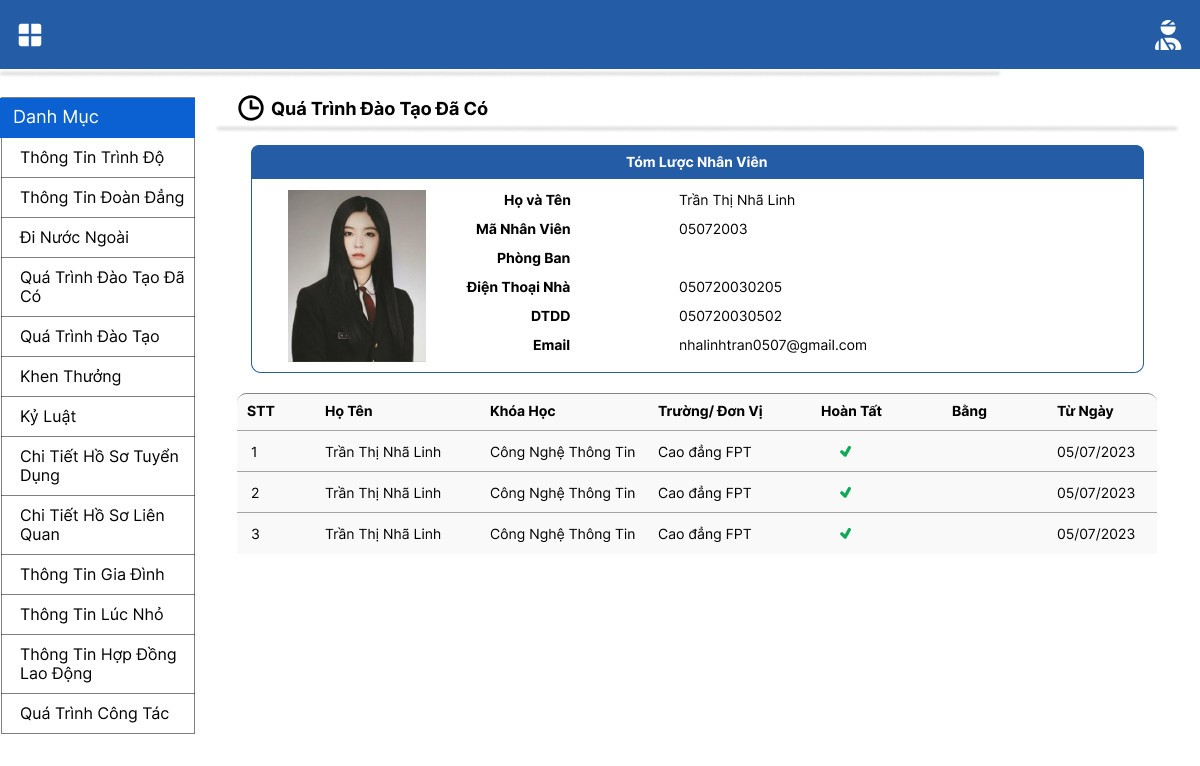 Quá Trình Đào Tạo Đã Có
Danh Mục
Thông Tin Trình Độ
Thông Tin Đoàn Đẳng
Đi Nước Ngoài
Quá Trình Đào Tạo Đã
Có
Quá Trình Đào Tạo
Khen Thưởng
Kỷ Luật
Chi Tiết Hồ Sơ Tuyển
Dụng
Chi Tiết Hồ Sơ Liên
Quan
Thông Tin Gia Đình
Thông Tin Lúc Nhỏ
Thông Tin Hợp Đồng
Lao Động
Quá Trình Công Tác
Tóm Lược Nhân Viên
Họ và Tên Trần Thị Nhã Linh
Mã Nhân Viên 05072003
Phòng Ban
Điện Thoại Nhà 050720030205
DTDD 050720030502
Email nhalinhtran0507@gmail.com
STT Họ Tên Khóa Học Trường/ Đơn Vị Hoàn Tất Bằng Từ Ngày
1 Trần Thị Nhã Linh Công Nghệ Thông Tin Cao đẳng FPT 05/07/2023
2 Trần Thị Nhã Linh Công Nghệ Thông Tin Cao đẳng FPT 05/07/2023
3 Trần Thị Nhã Linh Công Nghệ Thông Tin Cao đẳng FPT 05/07/2023